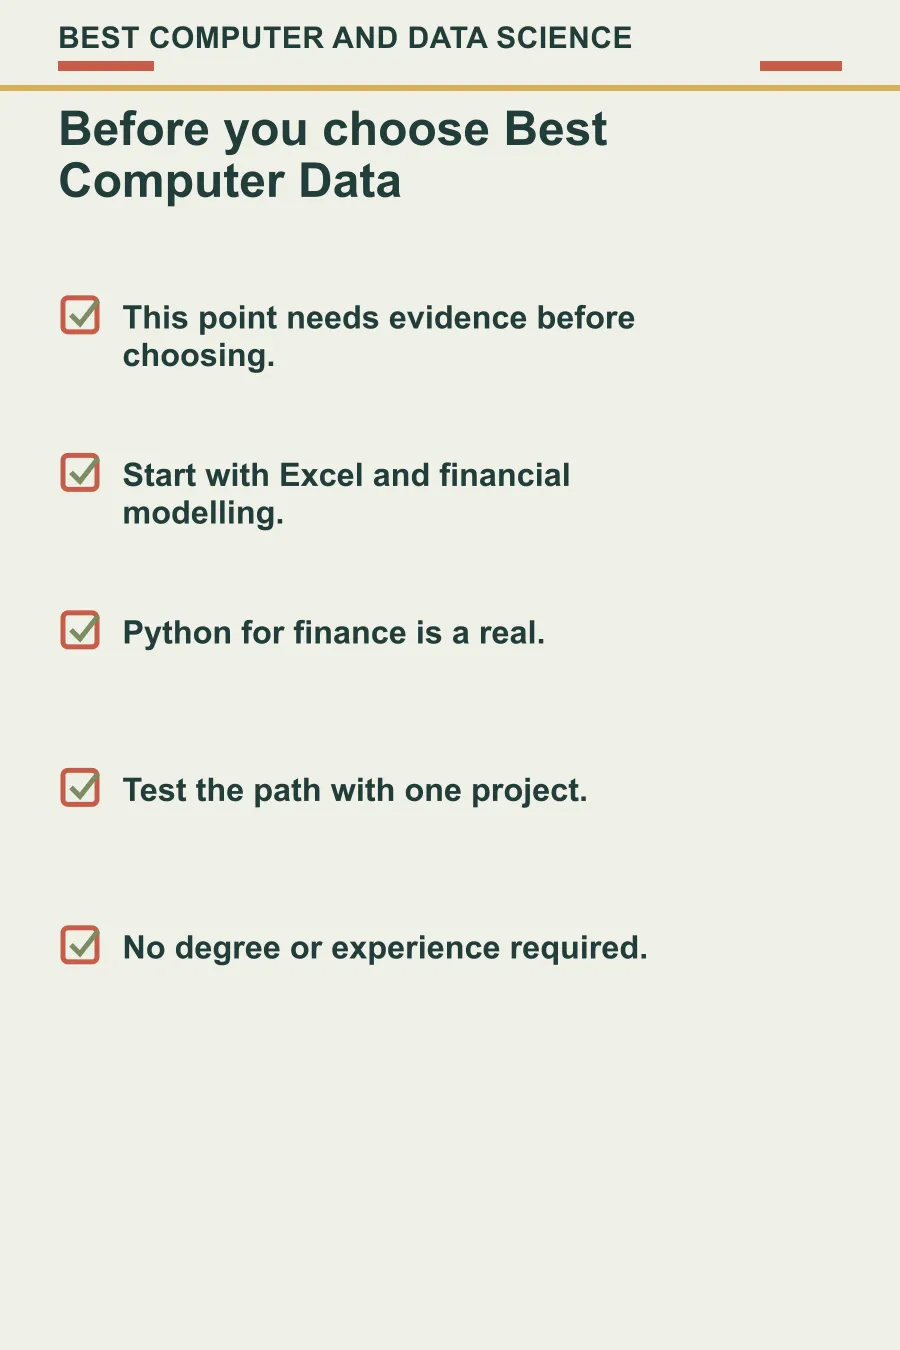 BEST COMPUTER AND DATA SCIENCE
Before you choose Best
Computer Data
This point needs evidence before
choosing.
Start with Excel and financial
modelling.
Python for finance is a real.
Test the path with one project.
No degree or experience required.